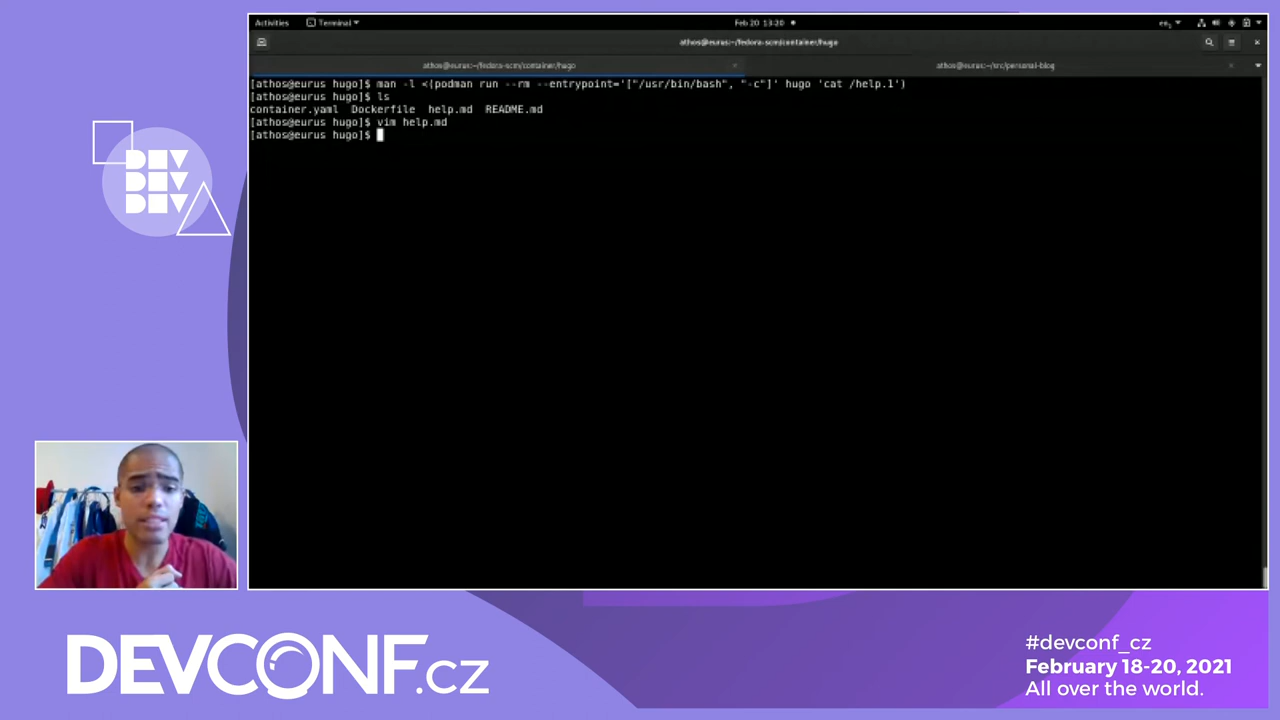 Activities
Terminal
Feb 20 13:20
en
athos@eurus:~/fedora-scm/container/hugo
athos@eurus:~/fedora-scm/container/hugo
athos@eurus:~/src/personal-blog
[athos@eurus hugo]$ man -l <(podman run --rm --entrypoint='["/usr/bin/bash", "-c"]' hugo 'cat /help.1')
[athos@eurus hugo]$ ls
container.yaml Dockerfile help.md README.md
[athos@eurus hugo]$ vim help.md
[athos@eurus hugo]$
DEV
DEV
DEV
DEVCONF.cz
#devconf_cz
February 18-20, 2021
All over the world.